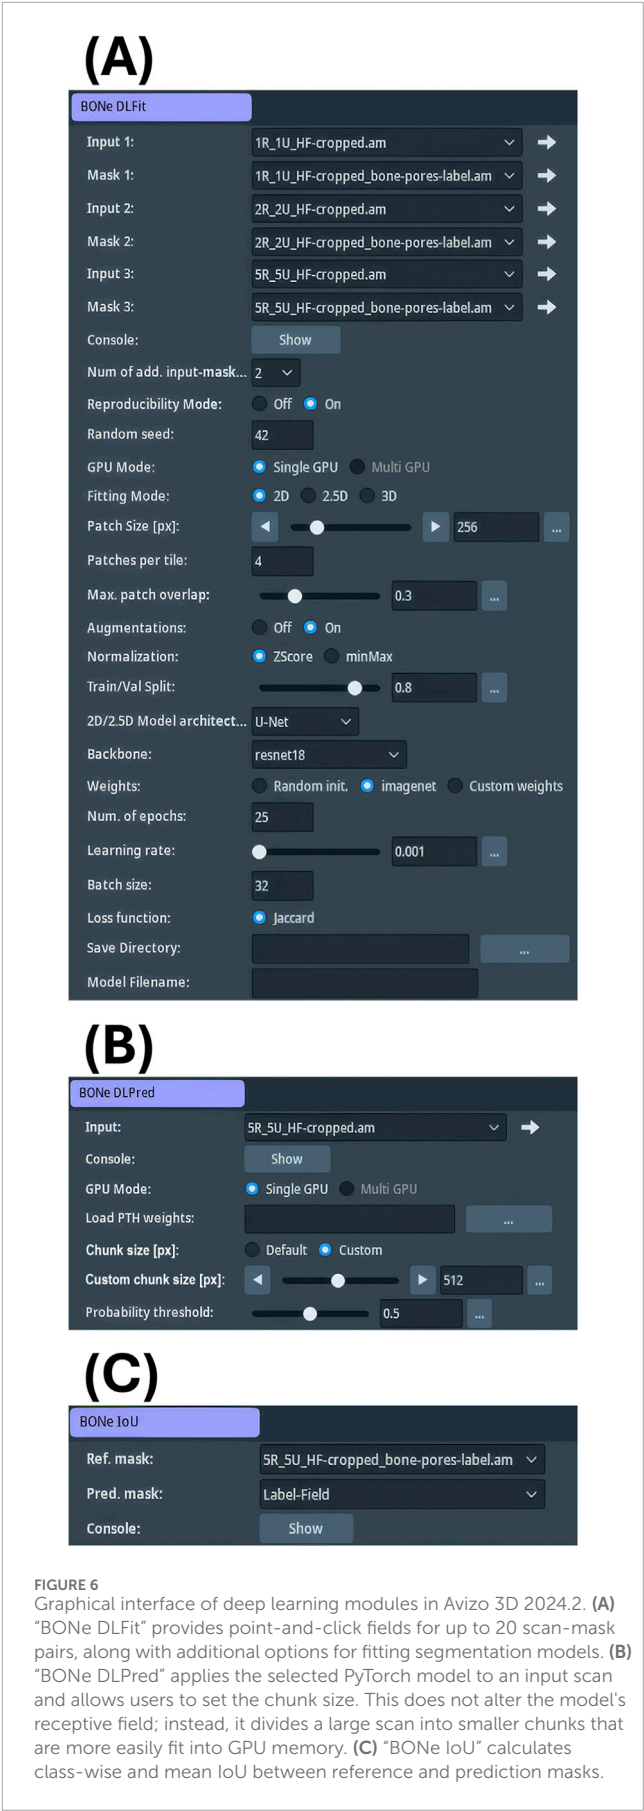 (A)
BONe DLFit
Input 1: 1R_1U_HF-cropped.am
Mask 1: 1R_1U_HF-cropped_bone-pores-label.am
Input 2: 2R_2U_HF-cropped.am
Mask 2: 2R_2U_HF-cropped_bone-pores-label.am
Input 3: 5R_5U_HF-cropped.am
Mask 3: 5R_5U_HF-cropped_bone-pores-label.am
Console: Show
Num of add. input-mask... 2
Reproducibility Mode: Off On
Random seed: 42
GPU Mode: Single GPU Multi GPU
Fitting Mode: 2D 2.5D 3D
Patch Size [px]: 256 ...
Patches per tile: 4
Max. patch overlap: 0.3 ...
Augmentations: Off On
Normalization: ZScore minMax
Train/Val Split: 0.8 ...
2D/2.5D Model architect... U-Net
Backbone: resnet18
Weights: Random init. imagenet Custom weights
Num. of epochs: 25
Learning rate: 0.001 ...
Batch size: 32
Loss function: Jaccard
Save Directory: ...
Model Filename:
(B)
BONe DLPred
Input: 5R_5U_HF-cropped.am
Console: Show
GPU Mode: Single GPU Multi GPU
Load PTH weights: ...
Chunk size [px]: Default Custom
Custom chunk size [px]: 512 ...
Probability threshold: 0.5 ...
(C)
BONe IoU
Ref. mask: 5R_5U_HF-cropped_bone-pores-label.am
Pred. mask: Label-Field
Console: Show
FIGURE 6
Graphical interface of deep learning modules in Avizo 3D 2024.2. (A)
“BONe DLFit” provides point-and-click fields for up to 20 scan-mask
pairs, along with additional options for fitting segmentation models. (B)
“BONe DLPred” applies the selected PyTorch model to an input scan
and allows users to set the chunk size. This does not alter the model's
receptive field; instead, it divides a large scan into smaller chunks that
are more easily fit into GPU memory. (C) “BONe IoU” calculates
class-wise and mean IoU between reference and prediction masks.